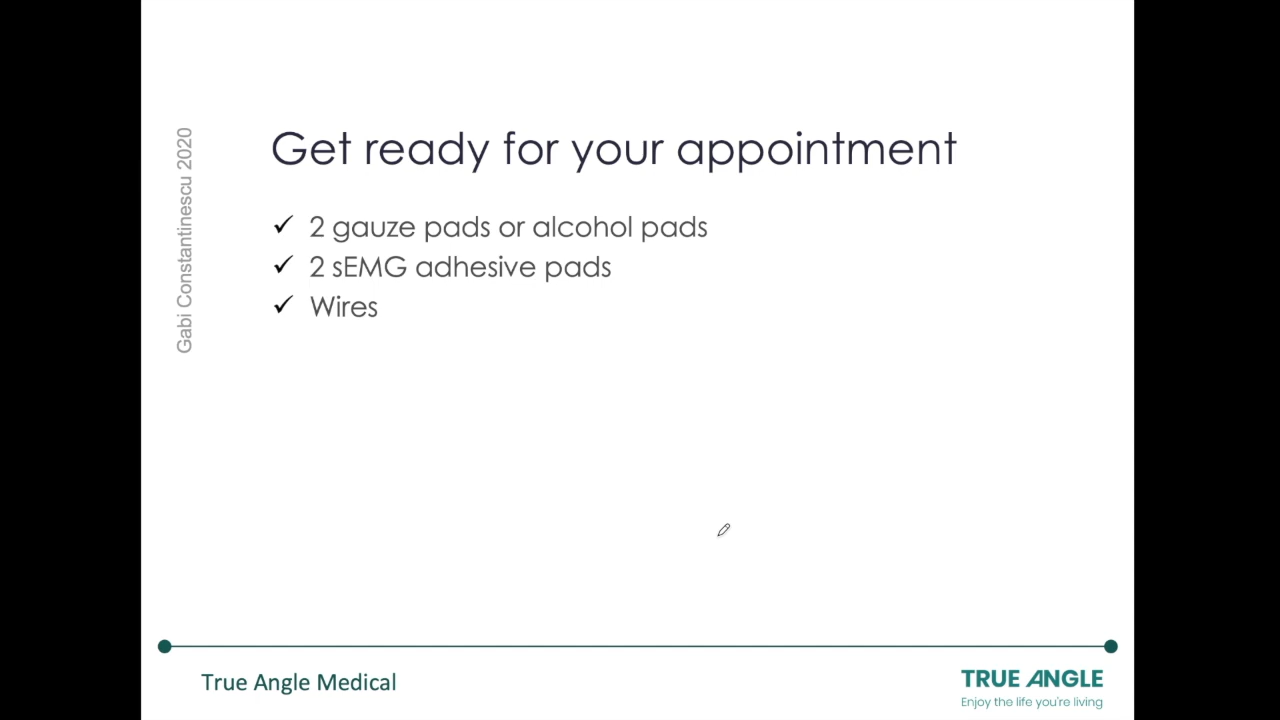 Gabi Constantinescu 2020
Get ready for your appointment
✓ 2 gauze pads or alcohol pads
✓ 2 sEMG adhesive pads
✓ Wires
True Angle Medical
TRUE ANGLE
Enjoy the life you're living